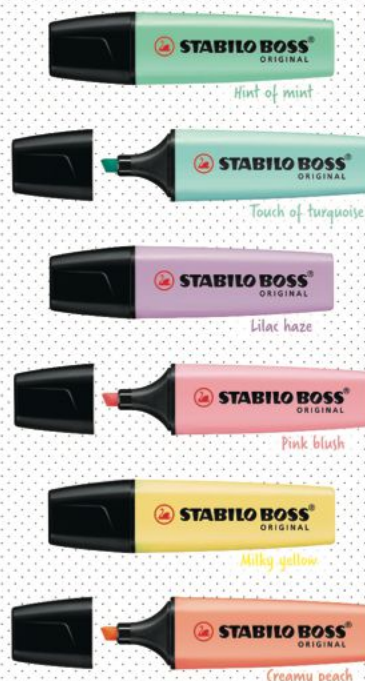 STABILO BOSS®
ORIGINAL
Hint of mint
STABILO BOSS®
ORIGINAL
Touch of turquoise
STABILO BOSS®
ORIGINAL
Lilac haze
STABILO BOSS®
ORIGINAL
Pink blush
STABILO BOSS®
ORIGINAL
Milky yellow
STABILO BOSS®
ORIGINAL
Creamy peach